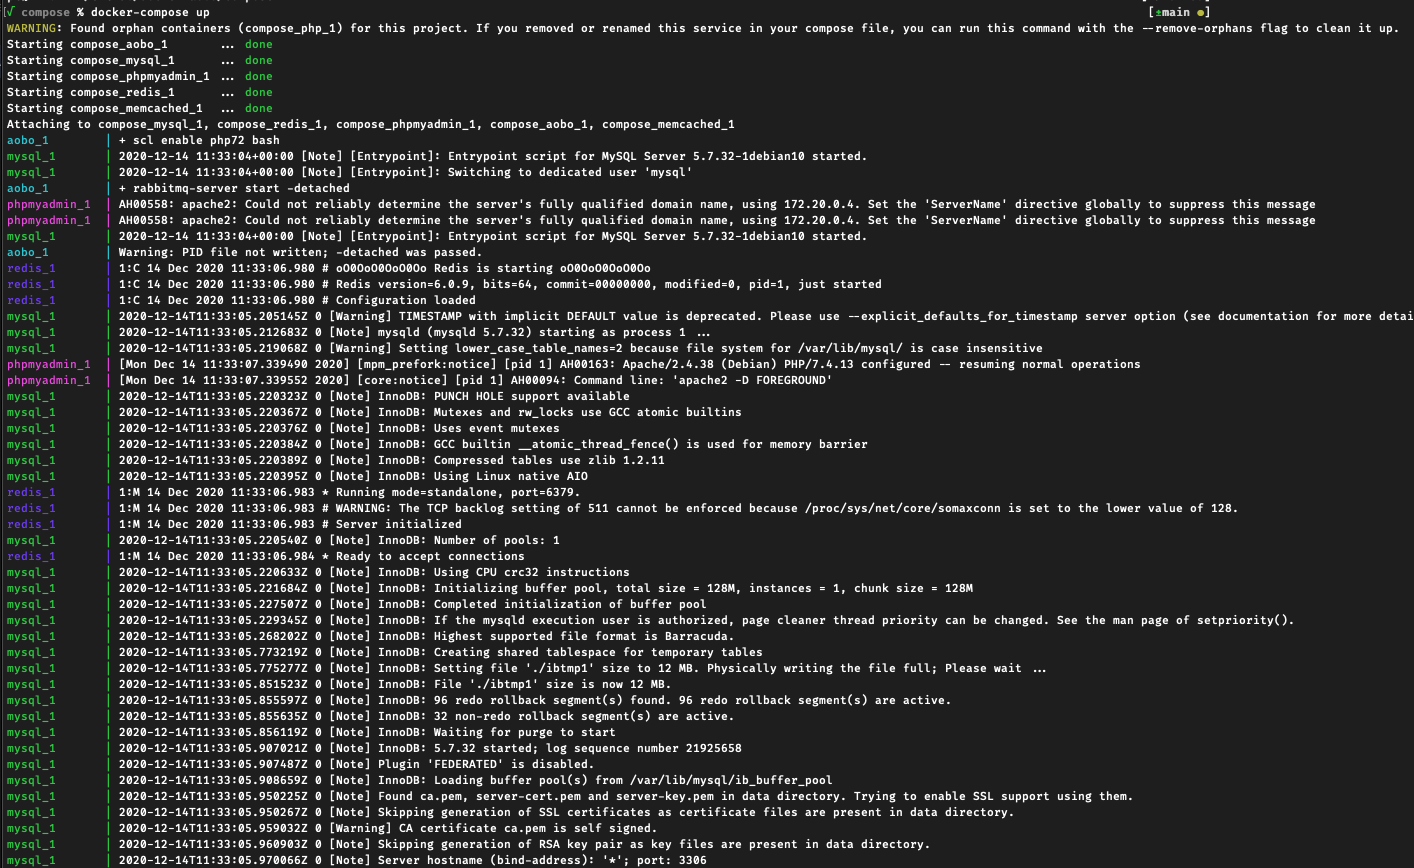 [√ compose % docker-compose up [±main ●]
WARNING: Found orphan containers (compose_php_1) for this project. If you removed or renamed this service in your compose file, you can run this command with the --remove-orphans flag to clean it up.
Starting compose_aobo_1 ... done
Starting compose_mysql_1 ... done
Starting compose_phpmyadmin_1 ... done
Starting compose_redis_1 ... done
Starting compose_memcached_1 ... done
Attaching to compose_mysql_1, compose_redis_1, compose_phpmyadmin_1, compose_aobo_1, compose_memcached_1
aobo_1 | + scl enable php72 bash
mysql_1 | 2020-12-14 11:33:04+00:00 [Note] [Entrypoint]: Entrypoint script for MySQL Server 5.7.32-1debian10 started.
mysql_1 | 2020-12-14 11:33:04+00:00 [Note] [Entrypoint]: Switching to dedicated user 'mysql'
aobo_1 | + rabbitmq-server start -detached
phpmyadmin_1 | AH00558: apache2: Could not reliably determine the server's fully qualified domain name, using 172.20.0.4. Set the 'ServerName' directive globally to suppress this message
phpmyadmin_1 | AH00558: apache2: Could not reliably determine the server's fully qualified domain name, using 172.20.0.4. Set the 'ServerName' directive globally to suppress this message
mysql_1 | 2020-12-14 11:33:04+00:00 [Note] [Entrypoint]: Entrypoint script for MySQL Server 5.7.32-1debian10 started.
aobo_1 | Warning: PID file not written; -detached was passed.
redis_1 | 1:C 14 Dec 2020 11:33:06.980 # oO0OoO0OoO0Oo Redis is starting oO0OoO0OoO0Oo
redis_1 | 1:C 14 Dec 2020 11:33:06.980 # Redis version=6.0.9, bits=64, commit=00000000, modified=0, pid=1, just started
redis_1 | 1:C 14 Dec 2020 11:33:06.980 # Configuration loaded
mysql_1 | 2020-12-14T11:33:05.205145Z 0 [Warning] TIMESTAMP with implicit DEFAULT value is deprecated. Please use --explicit_defaults_for_timestamp server option (see documentation for more detai
mysql_1 | 2020-12-14T11:33:05.212683Z 0 [Note] mysqld (mysqld 5.7.32) starting as process 1 ...
mysql_1 | 2020-12-14T11:33:05.219068Z 0 [Warning] Setting lower_case_table_names=2 because file system for /var/lib/mysql/ is case insensitive
phpmyadmin_1 | [Mon Dec 14 11:33:07.339490 2020] [mpm_prefork:notice] [pid 1] AH00163: Apache/2.4.38 (Debian) PHP/7.4.13 configured -- resuming normal operations
phpmyadmin_1 | [Mon Dec 14 11:33:07.339552 2020] [core:notice] [pid 1] AH00094: Command line: 'apache2 -D FOREGROUND'
mysql_1 | 2020-12-14T11:33:05.220323Z 0 [Note] InnoDB: PUNCH HOLE support available
mysql_1 | 2020-12-14T11:33:05.220367Z 0 [Note] InnoDB: Mutexes and rw_locks use GCC atomic builtins
mysql_1 | 2020-12-14T11:33:05.220376Z 0 [Note] InnoDB: Uses event mutexes
mysql_1 | 2020-12-14T11:33:05.220384Z 0 [Note] InnoDB: GCC builtin __atomic_thread_fence() is used for memory barrier
mysql_1 | 2020-12-14T11:33:05.220389Z 0 [Note] InnoDB: Compressed tables use zlib 1.2.11
mysql_1 | 2020-12-14T11:33:05.220395Z 0 [Note] InnoDB: Using Linux native AIO
redis_1 | 1:M 14 Dec 2020 11:33:06.983 * Running mode=standalone, port=6379.
redis_1 | 1:M 14 Dec 2020 11:33:06.983 # WARNING: The TCP backlog setting of 511 cannot be enforced because /proc/sys/net/core/somaxconn is set to the lower value of 128.
redis_1 | 1:M 14 Dec 2020 11:33:06.983 # Server initialized
mysql_1 | 2020-12-14T11:33:05.220540Z 0 [Note] InnoDB: Number of pools: 1
redis_1 | 1:M 14 Dec 2020 11:33:06.984 * Ready to accept connections
mysql_1 | 2020-12-14T11:33:05.220633Z 0 [Note] InnoDB: Using CPU crc32 instructions
mysql_1 | 2020-12-14T11:33:05.221684Z 0 [Note] InnoDB: Initializing buffer pool, total size = 128M, instances = 1, chunk size = 128M
mysql_1 | 2020-12-14T11:33:05.227507Z 0 [Note] InnoDB: Completed initialization of buffer pool
mysql_1 | 2020-12-14T11:33:05.229345Z 0 [Note] InnoDB: If the mysqld execution user is authorized, page cleaner thread priority can be changed. See the man page of setpriority().
mysql_1 | 2020-12-14T11:33:05.268202Z 0 [Note] InnoDB: Highest supported file format is Barracuda.
mysql_1 | 2020-12-14T11:33:05.773219Z 0 [Note] InnoDB: Creating shared tablespace for temporary tables
mysql_1 | 2020-12-14T11:33:05.775277Z 0 [Note] InnoDB: Setting file './ibtmp1' size to 12 MB. Physically writing the file full; Please wait ...
mysql_1 | 2020-12-14T11:33:05.851523Z 0 [Note] InnoDB: File './ibtmp1' size is now 12 MB.
mysql_1 | 2020-12-14T11:33:05.855597Z 0 [Note] InnoDB: 96 redo rollback segment(s) found. 96 redo rollback segment(s) are active.
mysql_1 | 2020-12-14T11:33:05.855635Z 0 [Note] InnoDB: 32 non-redo rollback segment(s) are active.
mysql_1 | 2020-12-14T11:33:05.856119Z 0 [Note] InnoDB: Waiting for purge to start
mysql_1 | 2020-12-14T11:33:05.907021Z 0 [Note] InnoDB: 5.7.32 started; log sequence number 21925658
mysql_1 | 2020-12-14T11:33:05.907487Z 0 [Note] Plugin 'FEDERATED' is disabled.
mysql_1 | 2020-12-14T11:33:05.908659Z 0 [Note] InnoDB: Loading buffer pool(s) from /var/lib/mysql/ib_buffer_pool
mysql_1 | 2020-12-14T11:33:05.950225Z 0 [Note] Found ca.pem, server-cert.pem and server-key.pem in data directory. Trying to enable SSL support using them.
mysql_1 | 2020-12-14T11:33:05.950267Z 0 [Note] Skipping generation of SSL certificates as certificate files are present in data directory.
mysql_1 | 2020-12-14T11:33:05.959032Z 0 [Warning] CA certificate ca.pem is self signed.
mysql_1 | 2020-12-14T11:33:05.960903Z 0 [Note] Skipping generation of RSA key pair as key files are present in data directory.
mysql_1 | 2020-12-14T11:33:05.970066Z 0 [Note] Server hostname (bind-address): '*'; port: 3306